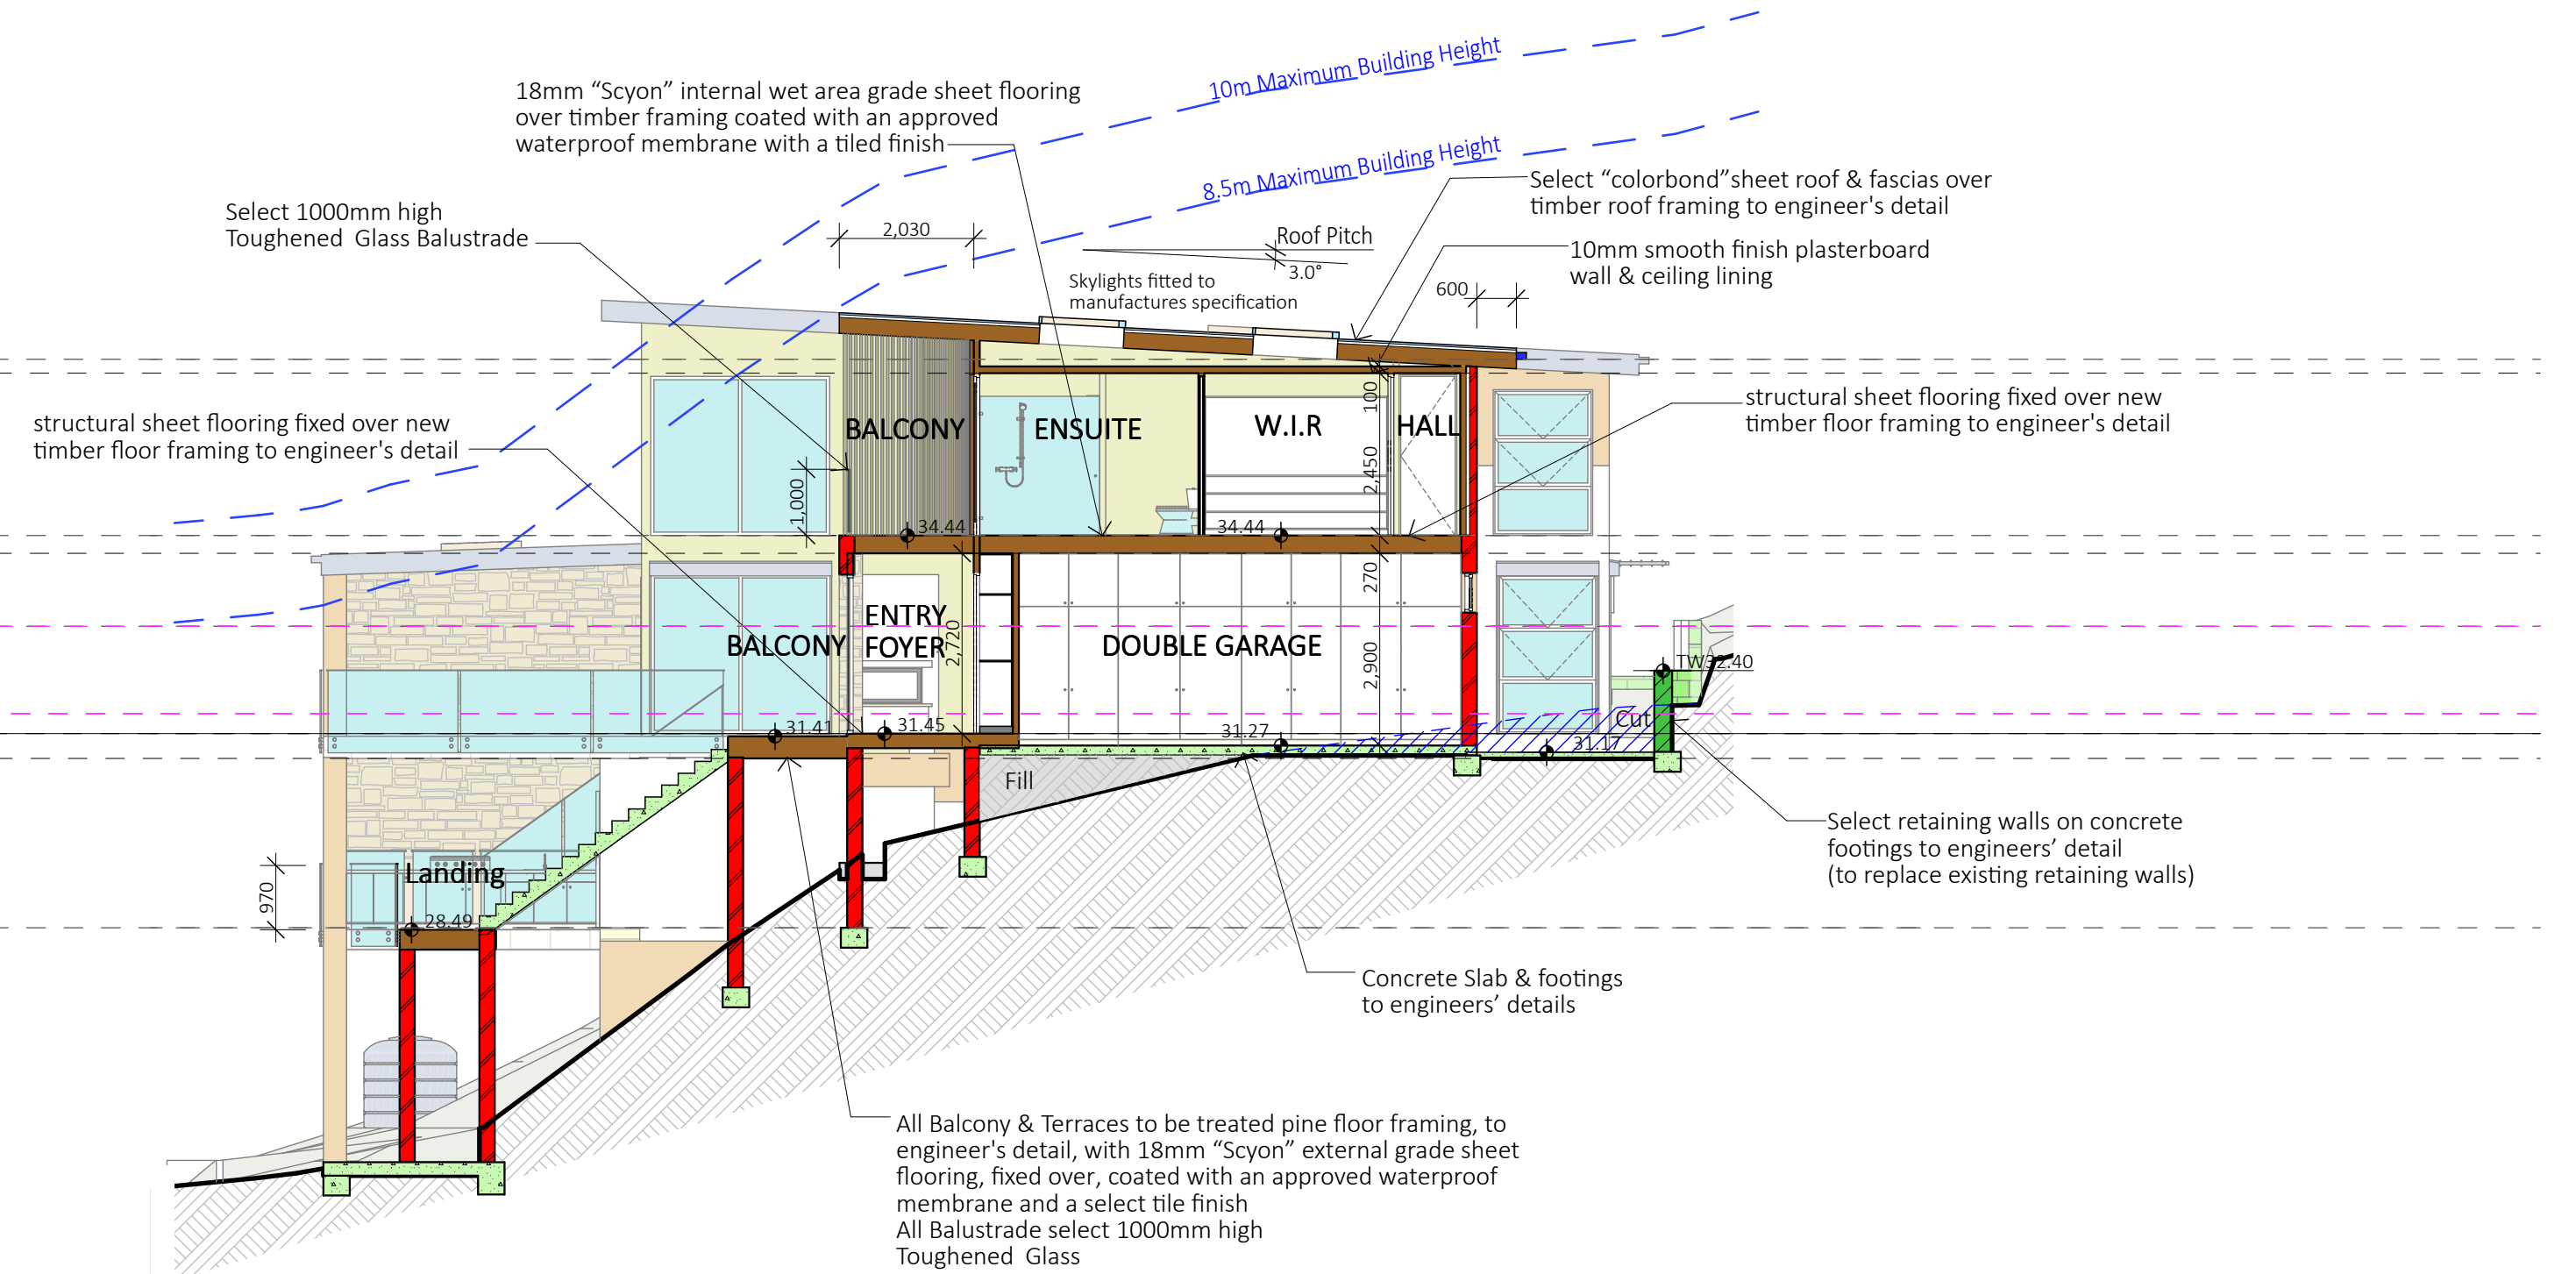 10m Maximum Building Height
18mm “Scyon” internal wet area grade sheet flooring
over timber framing coated with an approved
waterproof membrane with a tiled finish
8.5m Maximum Building Height
Select “colorbond”sheet roof & fascias over
timber roof framing to engineer's detail
Select 1000mm high
Toughened Glass Balustrade
2,030
Roof Pitch
3.0°
10mm smooth finish plasterboard
wall & ceiling lining
Skylights fitted to
manufactures specification
600
structural sheet flooring fixed over new
timber floor framing to engineer's detail
structural sheet flooring fixed over new
timber floor framing to engineer's detail
BALCONY
ENSUITE
W.I.R
HALL
100
2,450
1,000
34.44
34.44
270
ENTRY
FOYER
2,720
BALCONY
DOUBLE GARAGE
2,900
TW32.40
31.41
31.45
31.27
Cut
31.17
Fill
Select retaining walls on concrete
footings to engineers’ detail
(to replace existing retaining walls)
Landing
970
28.49
Concrete Slab & footings
to engineers’ details
All Balcony & Terraces to be treated pine floor framing, to
engineer's detail, with 18mm “Scyon” external grade sheet
flooring, fixed over, coated with an approved waterproof
membrane and a select tile finish
All Balustrade select 1000mm high
Toughened Glass